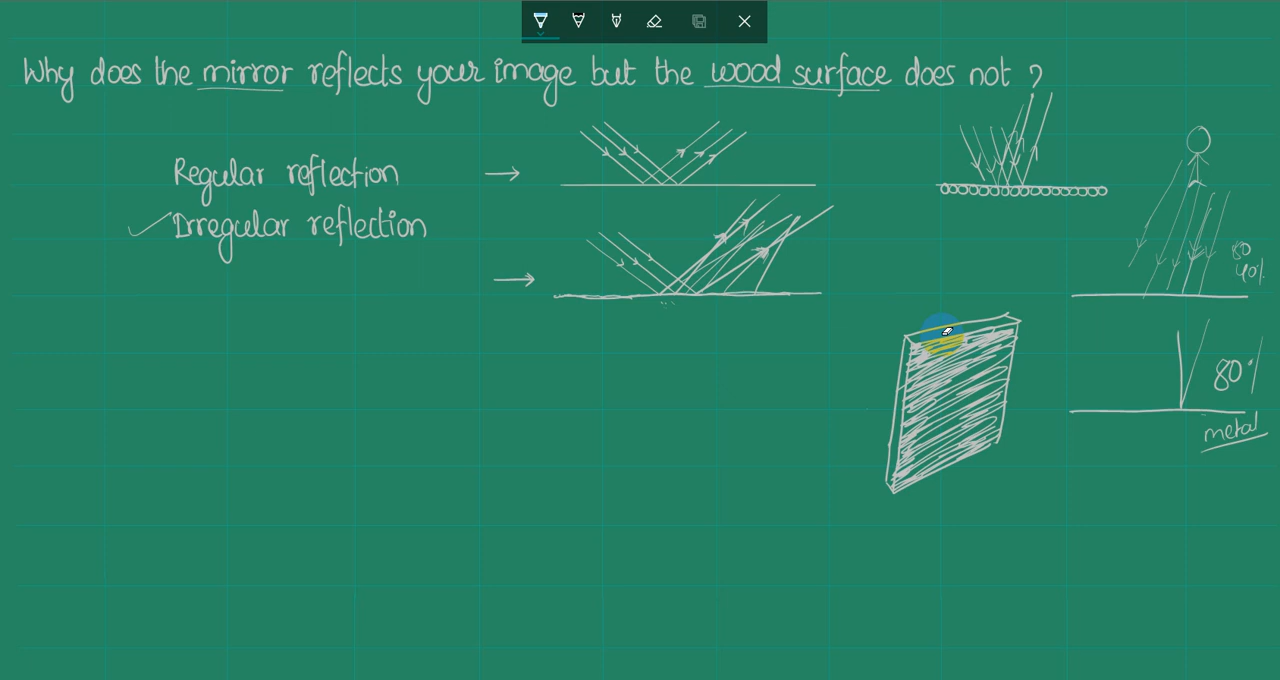 Why does the mirror reflects your image but the wood surface does not ?
Regular reflection
Irregular reflection
80
40%
80%
metal